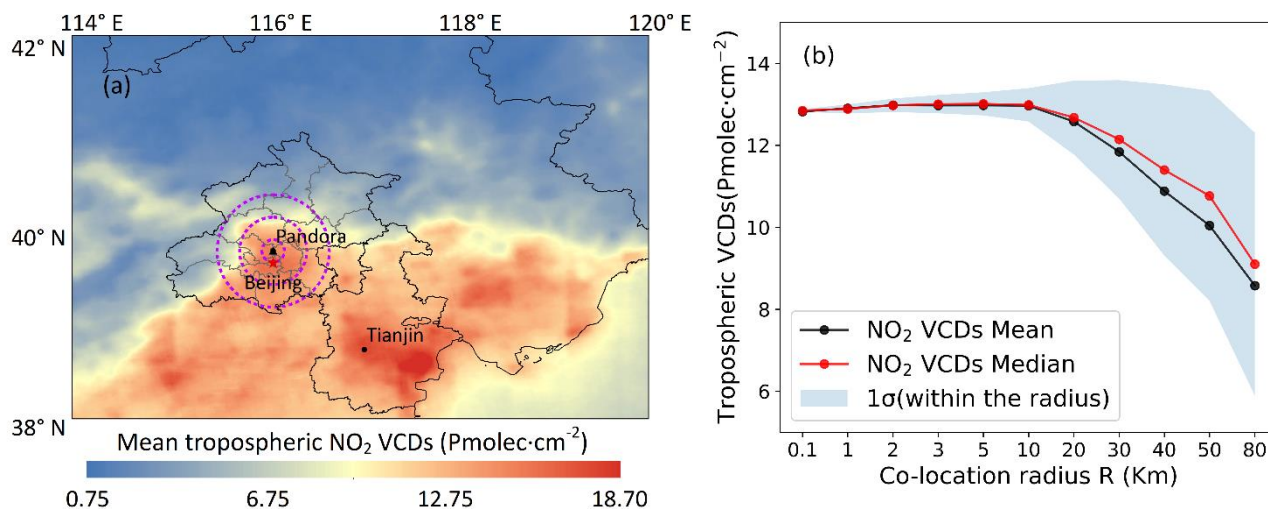 114° E 116° E 118° E 120° E
42° N
(a)
40° N
Pandora
Beijing
Tianjin
38° N
Mean tropospheric NO₂ VCDs (Pmolec·cm⁻²)
0.75 6.75 12.75 18.70
(b)
Tropospheric VCDs(Pmolec·cm⁻²)
14
12
10
8
6
NO₂ VCDs Mean
NO₂ VCDs Median
1σ(within the radius)
0.1 1 2 3 5 10 20 30 40 50 80
Co-location radius R (Km)